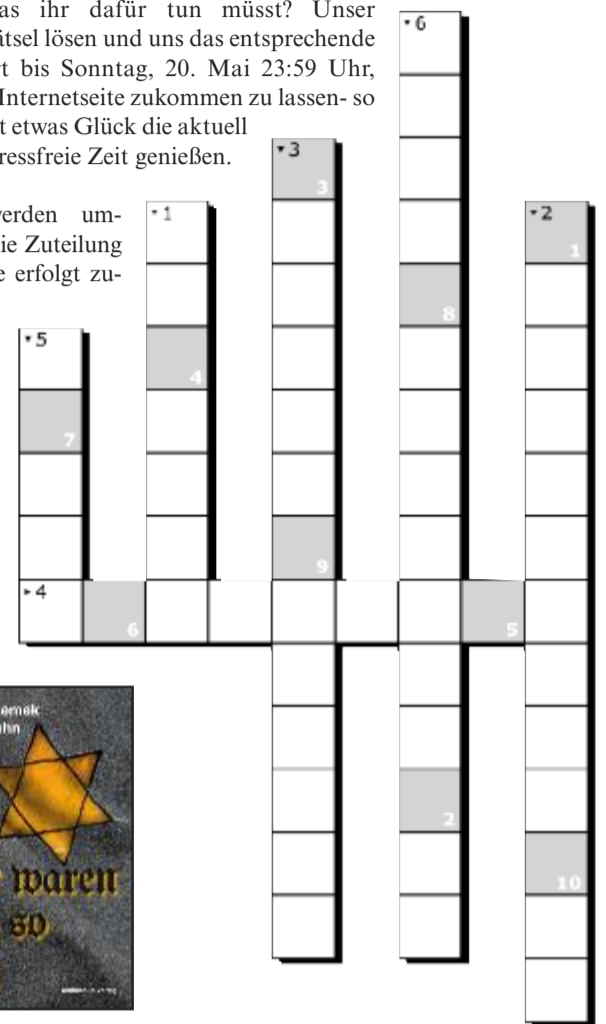 as ihr dafür tun müsst? Unser
ätsel lösen und uns das entsprechende
t bis Sonntag, 20. Mai 23:59 Uhr,
Internetseite zukommen zu lassen- so
t etwas Glück die aktuell
ressfreie Zeit genießen.
verden um-
ie Zuteilung
e erfolgt zu-
6
3
3
1
2
1
8
5
4
7
9
4
6
5
2
10
emek
ahn
waren
so